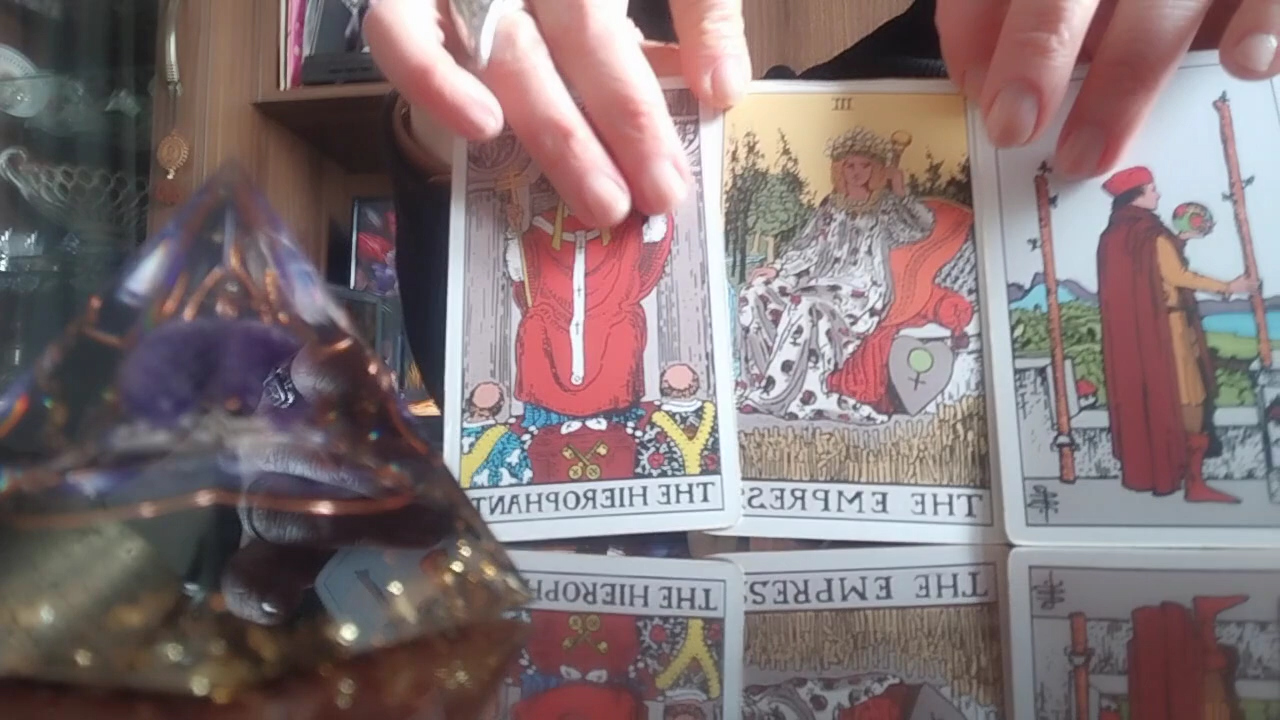 III
THE HIEROPHANT
THE EMPRESS
THE HIEROPH
THE EMPRESS